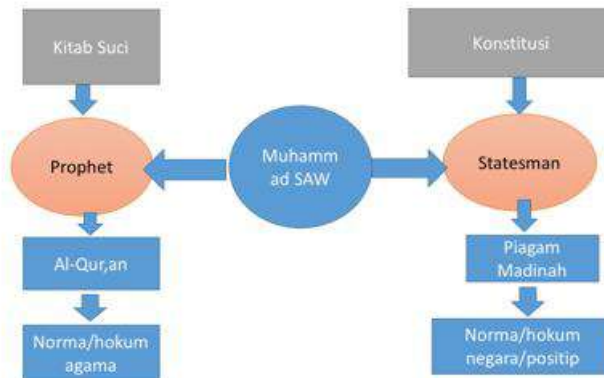 Kitab Suci
Konstitusi
Prophet
Muhamm
ad SAW
Statesman
Al-Qur,an
Piagam
Madinah
Norma/hokum
agama
Norma/hokum
negara/positip